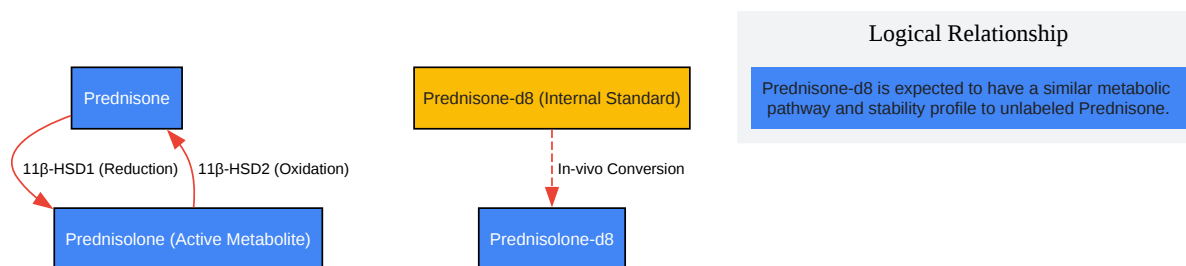 Logical Relationship
Prednisone
Prednisone-d8 (Internal Standard)
Prednisone-d8 is expected to have a similar metabolic
pathway and stability profile to unlabeled Prednisone.
11β-HSD1 (Reduction)
11β-HSD2 (Oxidation)
In-vivo Conversion
Prednisolone (Active Metabolite)
Prednisolone-d8